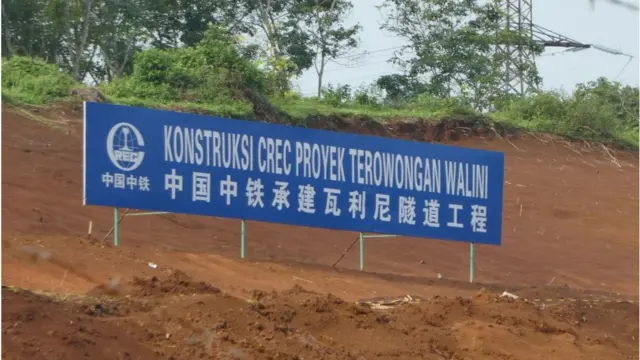 KONSTRUKSI CREC PROYEK TEROWONGAN WALINI
CREC
中国中铁
中国中铁承建瓦利尼隧道工程